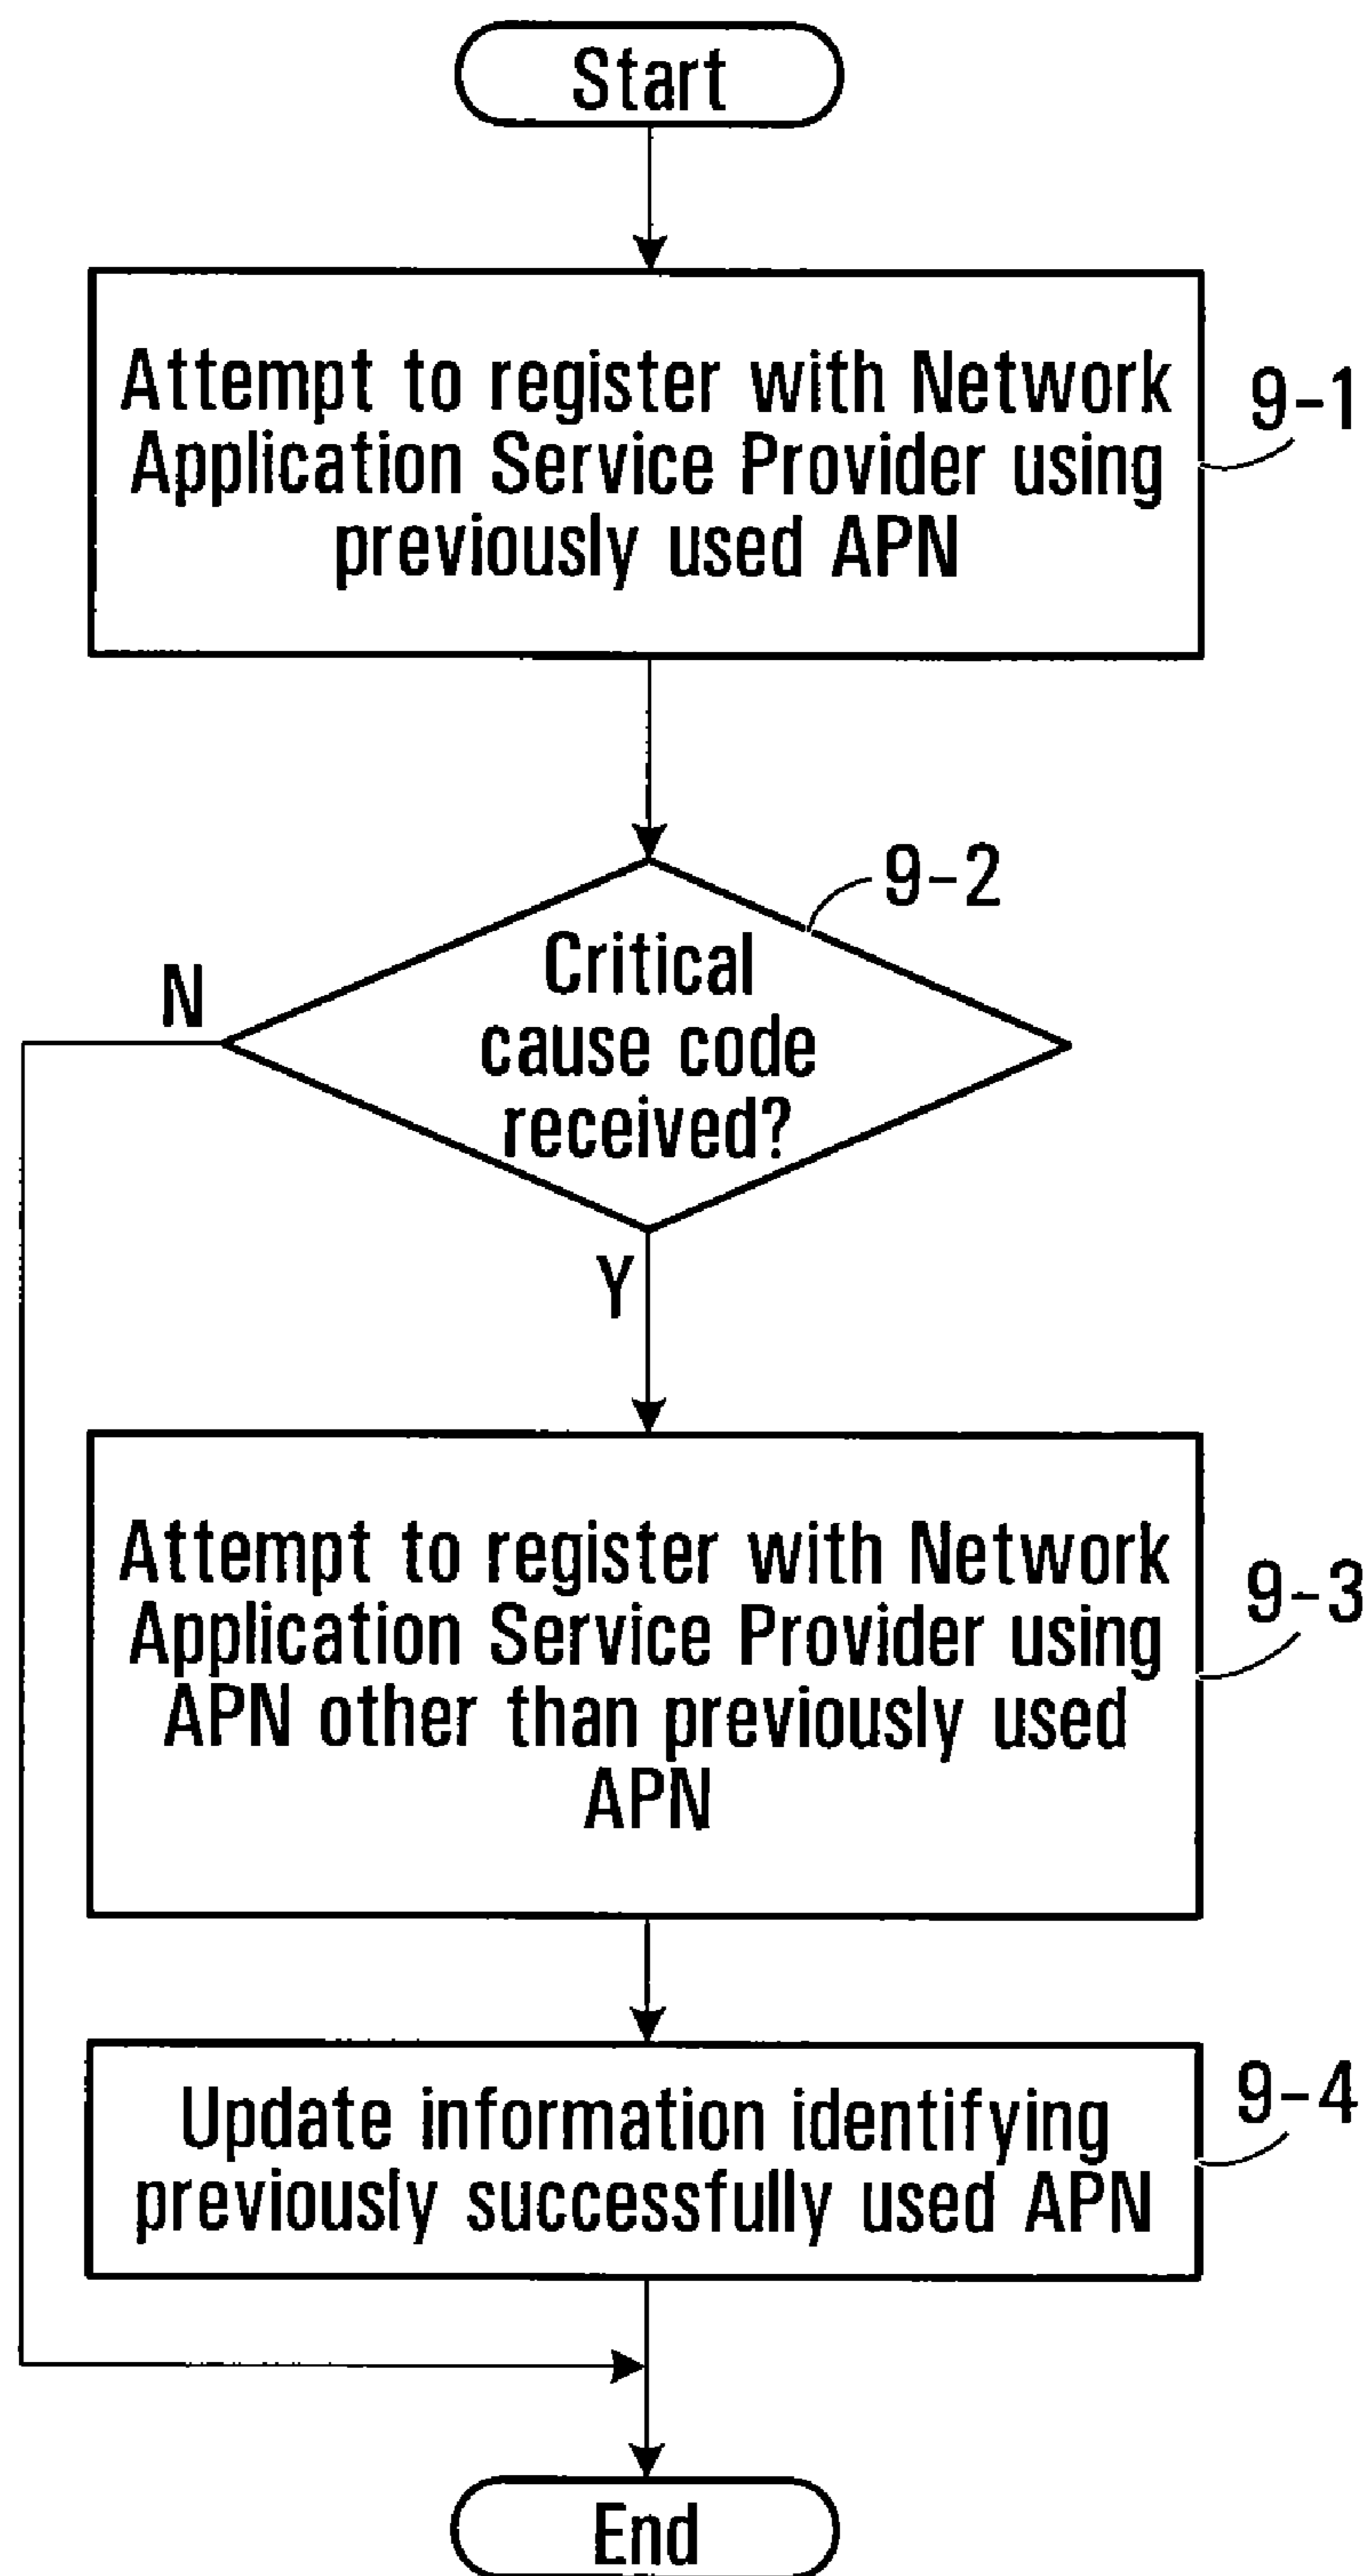 Start
Attempt to register with Network
Application Service Provider using
previously used APN
9-1
9-2
Critical
cause code
received?
N
Y
Attempt to register with Network
Application Service Provider using
APN other than previously used
APN
9-3
Update information identifying
previously successfully used APN
9-4
End